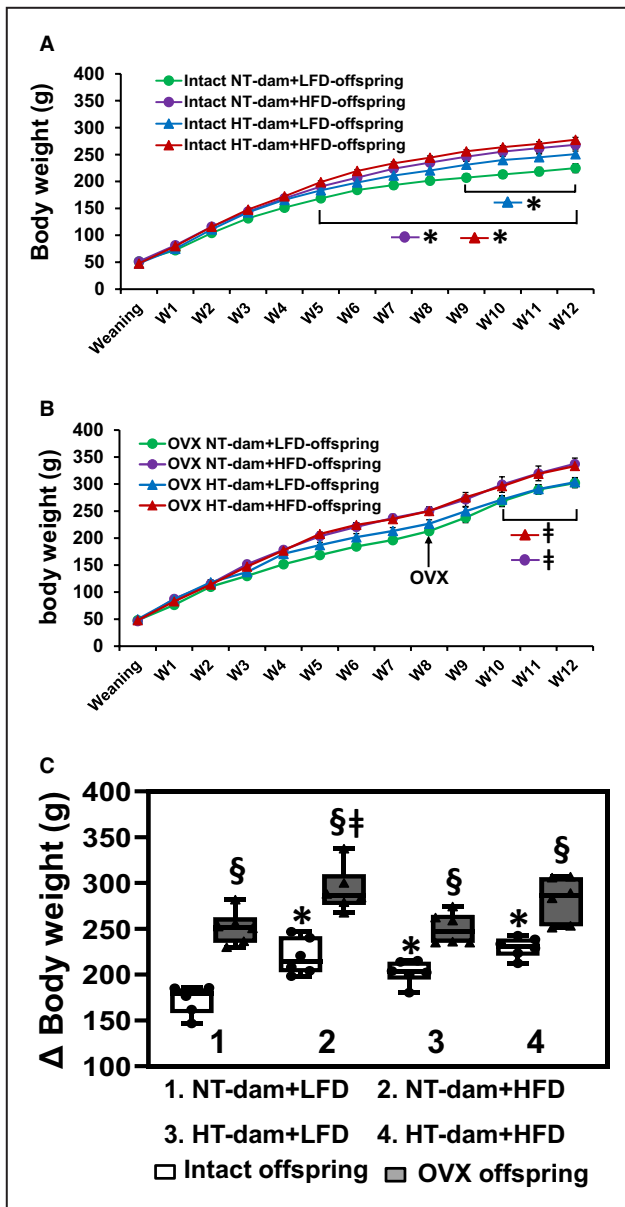 A
Body weight (g)
400
350
300
250
200
150
100
50
0
Intact NT-dam+LFD-offspring
Intact NT-dam+HFD-offspring
Intact HT-dam+LFD-offspring
Intact HT-dam+HFD-offspring
*
* *
Weaning W1 W2 W3 W4 W5 W6 W7 W8 W9 W10 W11 W12
B
body weight (g)
400
350
300
250
200
150
100
50
0
OVX NT-dam+LFD-offspring
OVX NT-dam+HFD-offspring
OVX HT-dam+LFD-offspring
OVX HT-dam+HFD-offspring
OVX
‡
‡
Weaning W1 W2 W3 W4 W5 W6 W7 W8 W9 W10 W11 W12
C
Δ Body weight (g)
400
350
300
250
200
150
100
§ * §‡ * § * §
1 2 3 4
1. NT-dam+LFD 2. NT-dam+HFD
3. HT-dam+LFD 4. HT-dam+HFD
Intact offspring OVX offspring